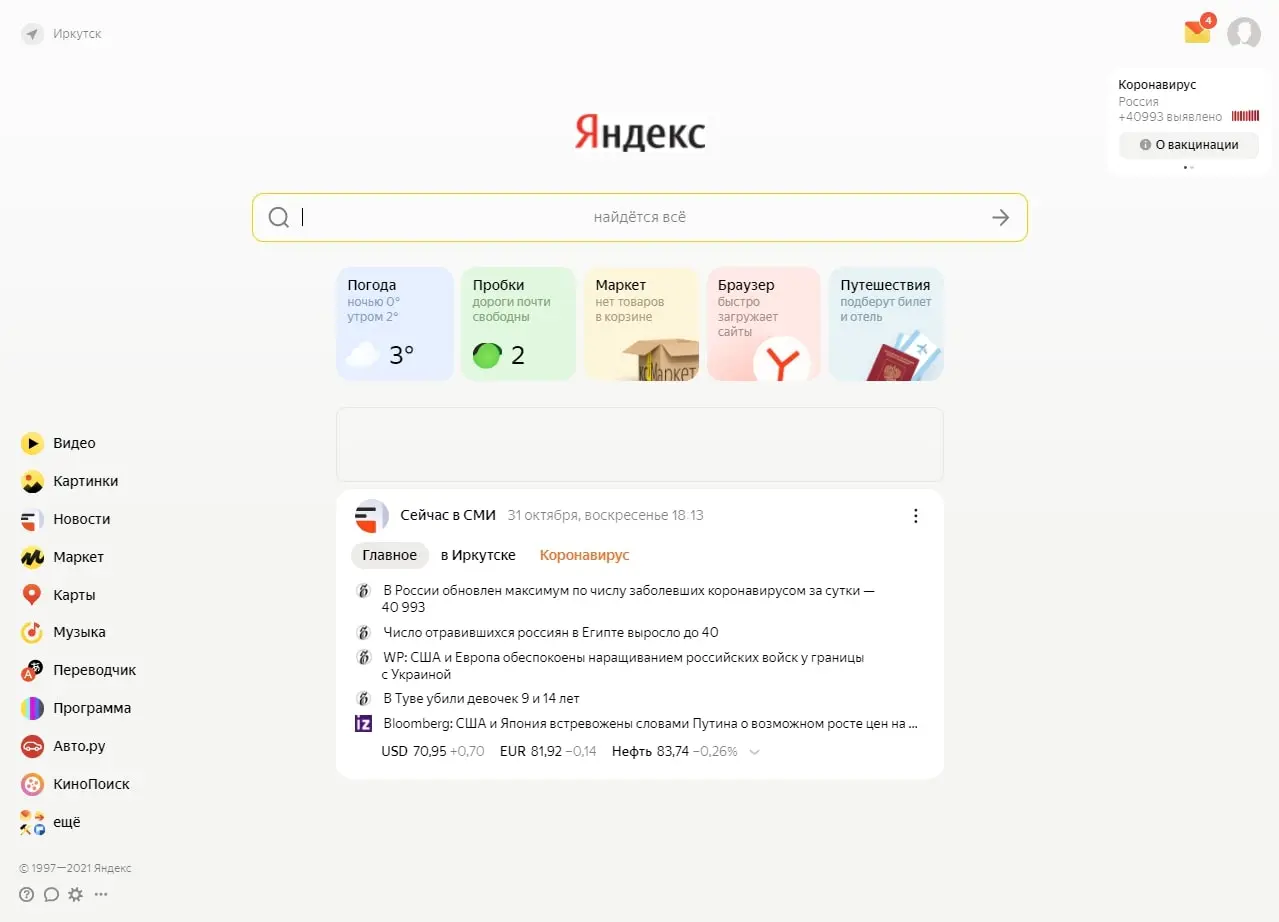 Иркутск
4
Коронавирус
Россия
+40993 выявлено
О вакцинации
Яндекс
найдётся всё
Погода
ночью 0°
утром 2°
3°
Пробки
дороги почти
свободны
2
Маркет
нет товаров
в корзине
Маркет
Браузер
быстро
загружает
сайты
Путешествия
подберут билет
и отель
Видео
Картинки
Новости
Маркет
Карты
Музыка
Переводчик
Программа
Авто.ру
КиноПоиск
ещё
Сейчас в СМИ 31 октября, воскресенье 18:13
Главное в Иркутске Коронавирус
В России обновлен максимум по числу заболевших коронавирусом за сутки —
40 993
Число отравившихся россиян в Египте выросло до 40
WP: США и Европа обеспокоены наращиванием российских войск у границы
с Украиной
В Туве убили девочек 9 и 14 лет
iz Bloomberg: США и Япония встревожены словами Путина о возможном росте цен на ...
USD 70,95 +0,70 EUR 81,92 −0,14 Нефть 83,74 −0,26%
© 1997—2021 Яндекс